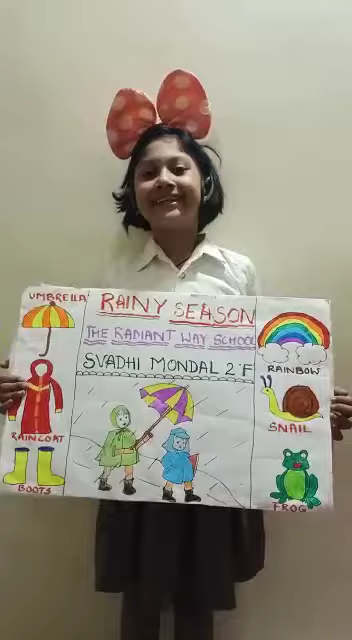 UMBRELLA
RAINY SEASON
THE RADIANT WAY SCHOOL
SVADHI MONDAL 2 F
RAINCOAT
BOOTS
RAINBOW
SNAIL
FROG